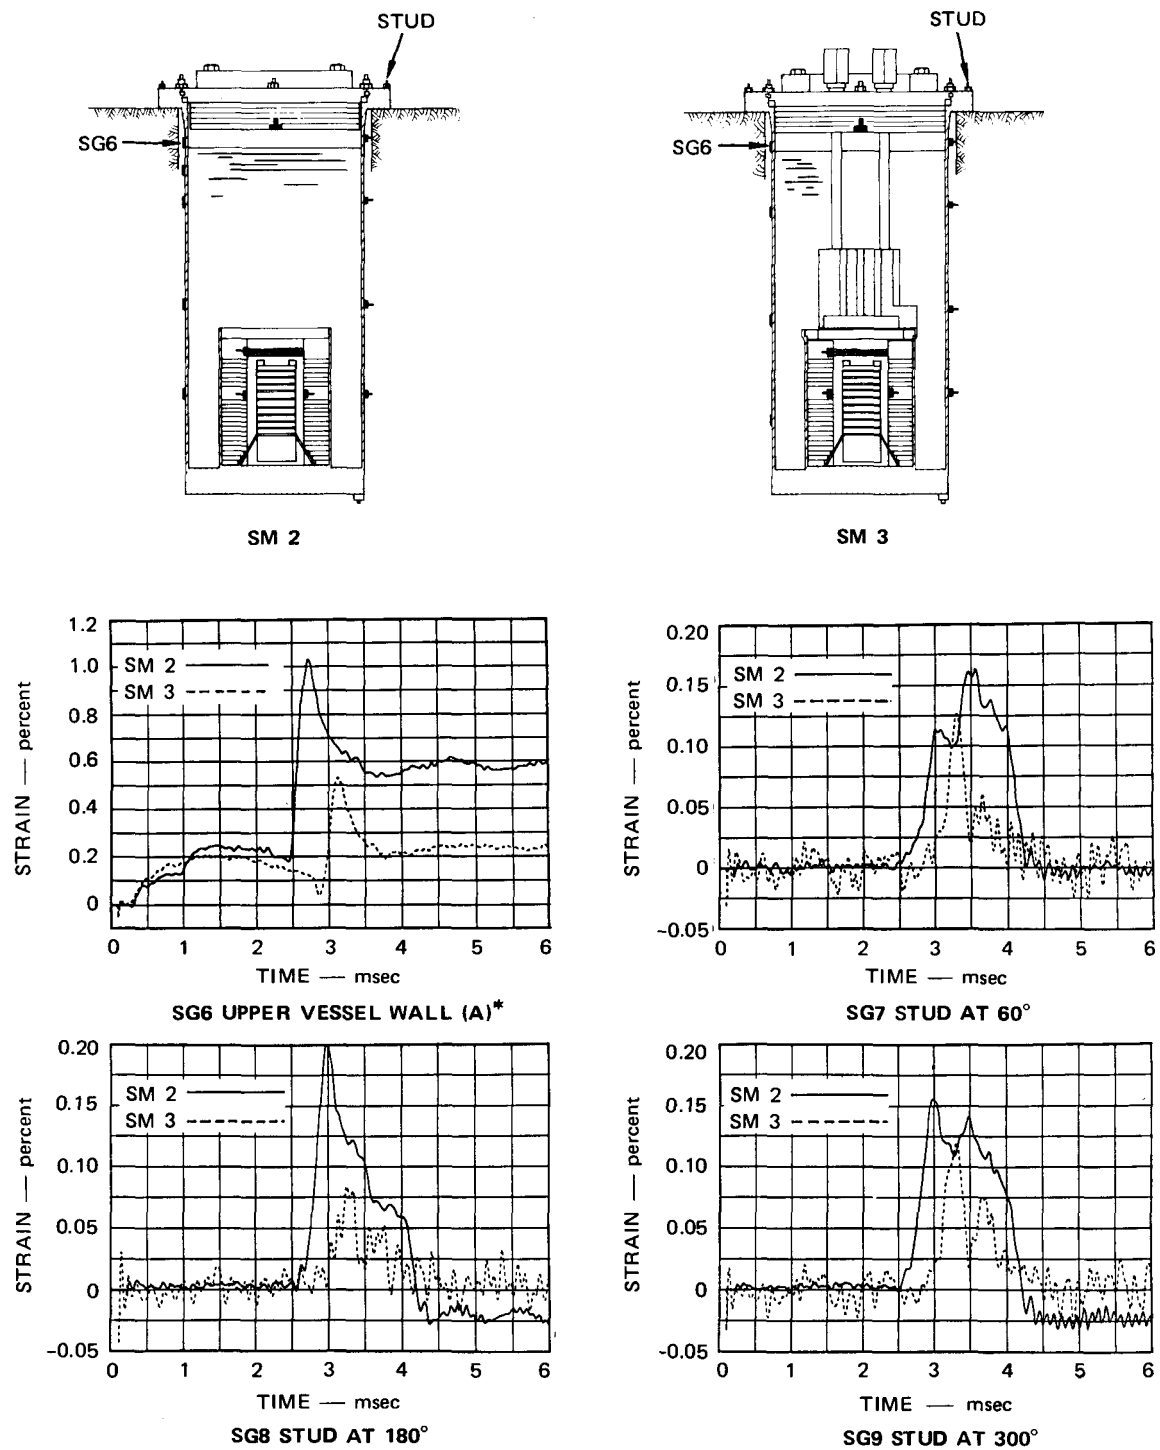 STUD
STUD
SG6
SG6
SM 2
SM 3
1.2
1.0
0.8
0.6
0.4
0.2
0
STRAIN — percent
SM 2
SM 3
0 1 2 3 4 5 6
TIME — msec
SG6 UPPER VESSEL WALL (A)*
0.20
0.15
0.10
0.05
0
-0.05
STRAIN — percent
SM 2
SM 3
0 1 2 3 4 5 6
TIME — msec
SG7 STUD AT 60°
0.20
0.15
0.10
0.05
0
-0.05
STRAIN — percent
SM 2
SM 3
0 1 2 3 4 5 6
TIME — msec
SG8 STUD AT 180°
0.20
0.15
0.10
0.05
0
-0.05
STRAIN — percent
SM 2
SM 3
0 1 2 3 4 5 6
TIME — msec
SG9 STUD AT 300°